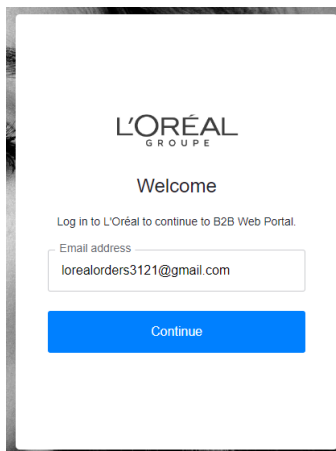 L'ORÉAL
GROUPE
Welcome
Log in to L'Oréal to continue to B2B Web Portal.
Email address
lorealorders3121@gmail.com
Continue